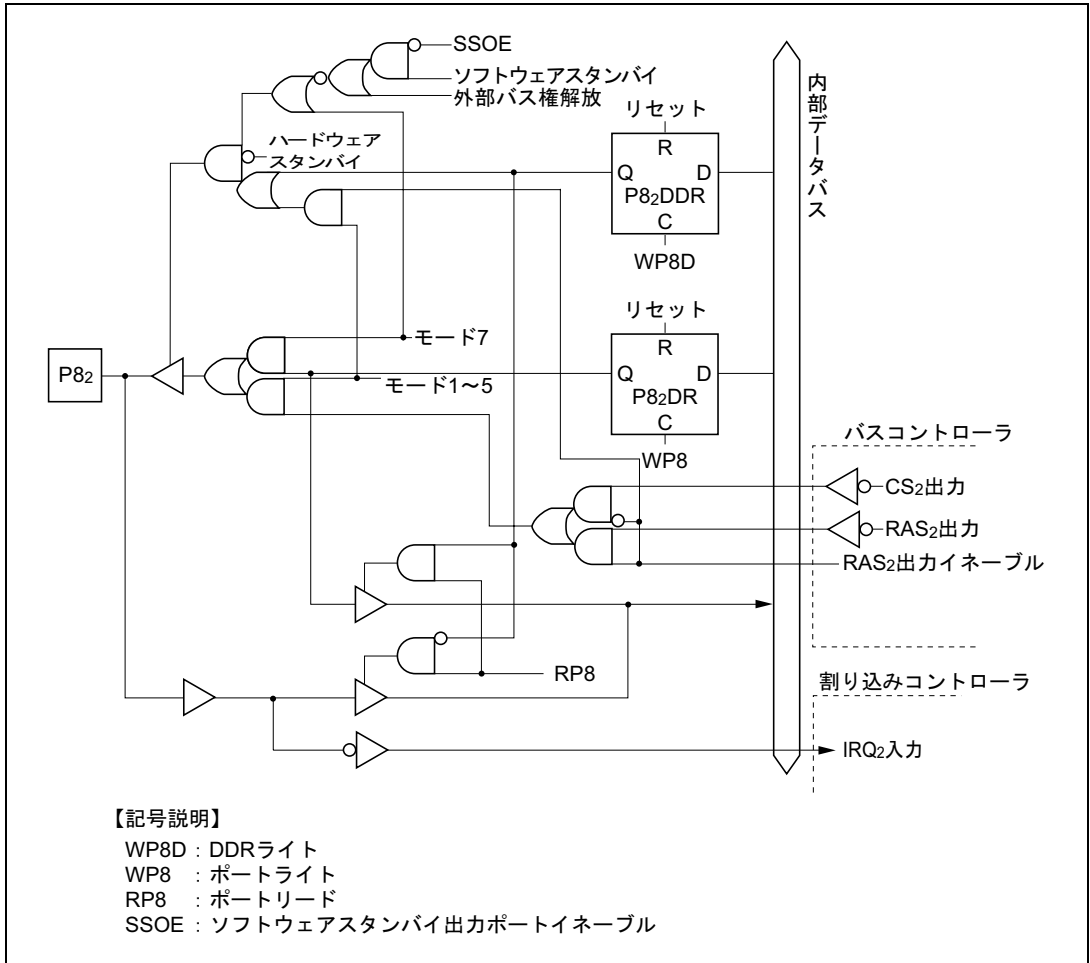 SSOE
ソフトウェアスタンバイ
外部バス権解放
ハードウェア
スタンバイ
リセット
R
Q
D
P82DDR
C
WP8D
内部データバス
リセット
R
Q
D
P82DR
C
WP8
モード7
モード1～5
P82
バスコントローラ
CS2出力
RAS2出力
RAS2出力イネーブル
RP8
割り込みコントローラ
IRQ2入力
【記号説明】
WP8D : DDRライト
WP8 : ポートライト
RP8 : ポートリード
SSOE : ソフトウェアスタンバイ出力ポートイネーブル